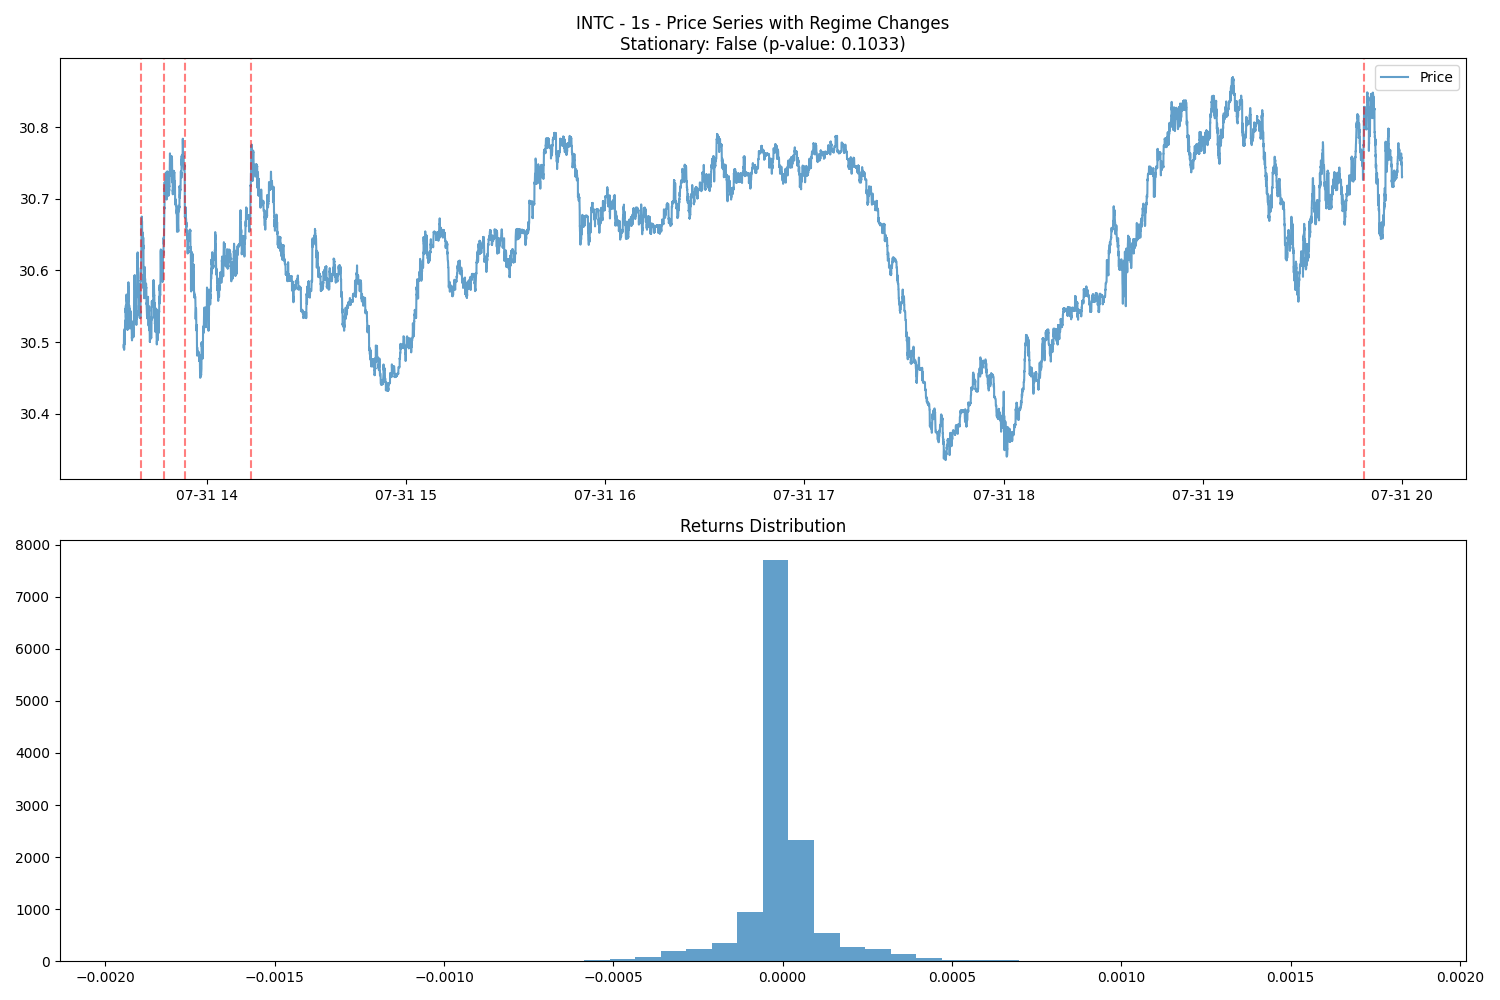 INTC - 1s - Price Series with Regime Changes
Stationary: False (p-value: 0.1033)
Price
30.8
30.7
30.6
30.5
30.4
07-31 14 07-31 15 07-31 16 07-31 17 07-31 18 07-31 19 07-31 20
Returns Distribution
8000
7000
6000
5000
4000
3000
2000
1000
0
−0.0020 −0.0015 −0.0010 −0.0005 0.0000 0.0005 0.0010 0.0015 0.0020